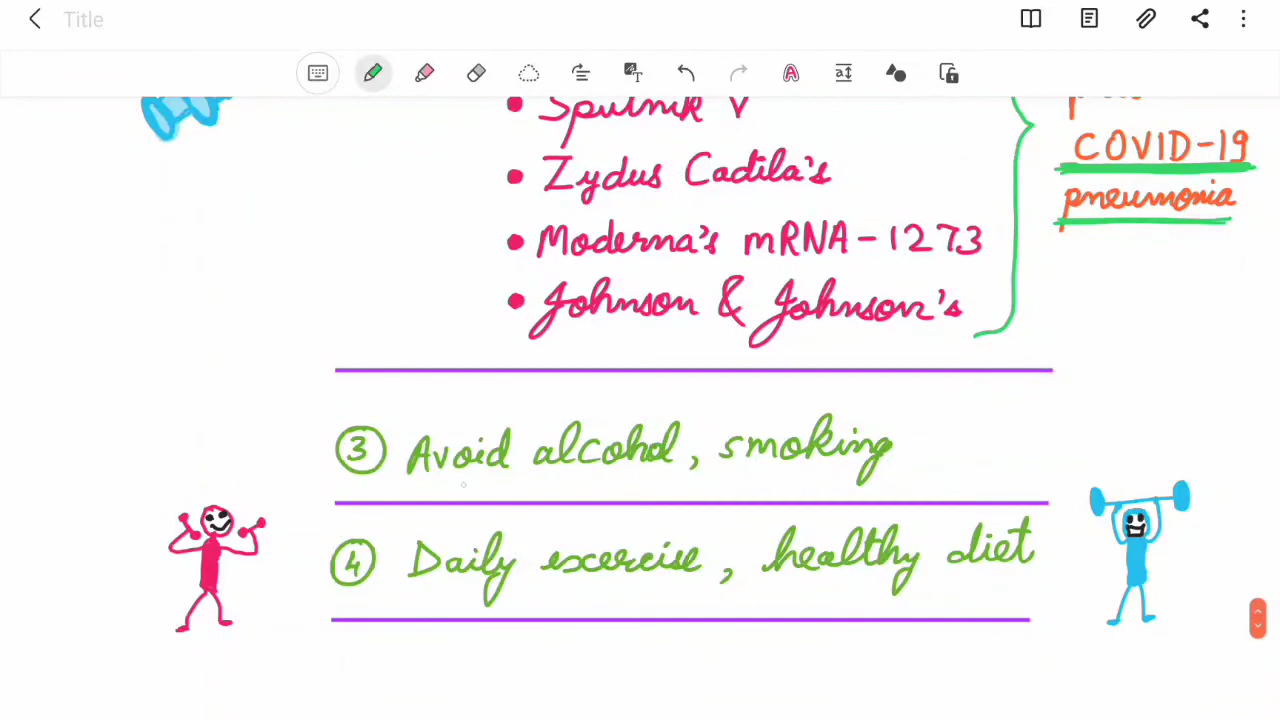 Title
• Sputnik V
• Zydus Cadila's
• Moderna's mRNA-1273
• Johnson & Johnson's
COVID-19
pneumonia
③ Avoid alcohol, smoking
④ Daily exercise, healthy diet